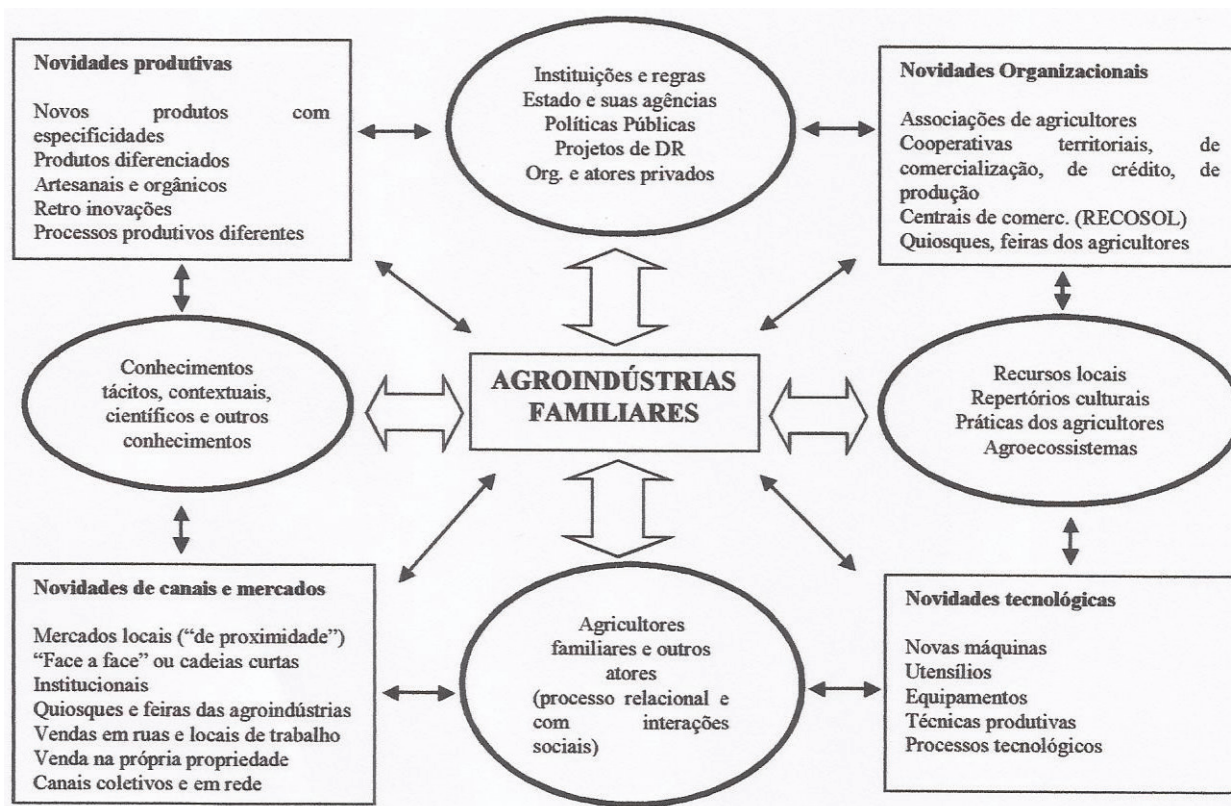 Novidades produtivas
Novos produtos com
especificidades
Produtos diferenciados
Artesanais e orgânicos
Retro inovações
Processos produtivos diferentes
Instituições e regras
Estado e suas agências
Políticas Públicas
Projetos de DR
Org. e atores privados
Novidades Organizacionais
Associações de agricultores
Cooperativas territoriais, de
comercialização, de crédito, de
produção
Centrais de comerc. (RECOSOL)
Quiosques, feiras dos agricultores
Conhecimentos
tácitos, contextuais,
científicos e outros
conhecimentos
AGROINDÚSTRIAS
FAMILIARES
Recursos locais
Repertórios culturais
Práticas dos agricultores
Agroecossistemas
Novidades de canais e mercados
Mercados locais (“de proximidade”)
“Face a face” ou cadeias curtas
Institucionais
Quiosques e feiras das agroindústrias
Vendas em ruas e locais de trabalho
Venda na própria propriedade
Canais coletivos e em rede
Agricultores
familiares e outros
atores
(processo relacional e
com interações
sociais)
Novidades tecnológicas
Novas máquinas
Utensílios
Equipamentos
Técnicas produtivas
Processos tecnológicos